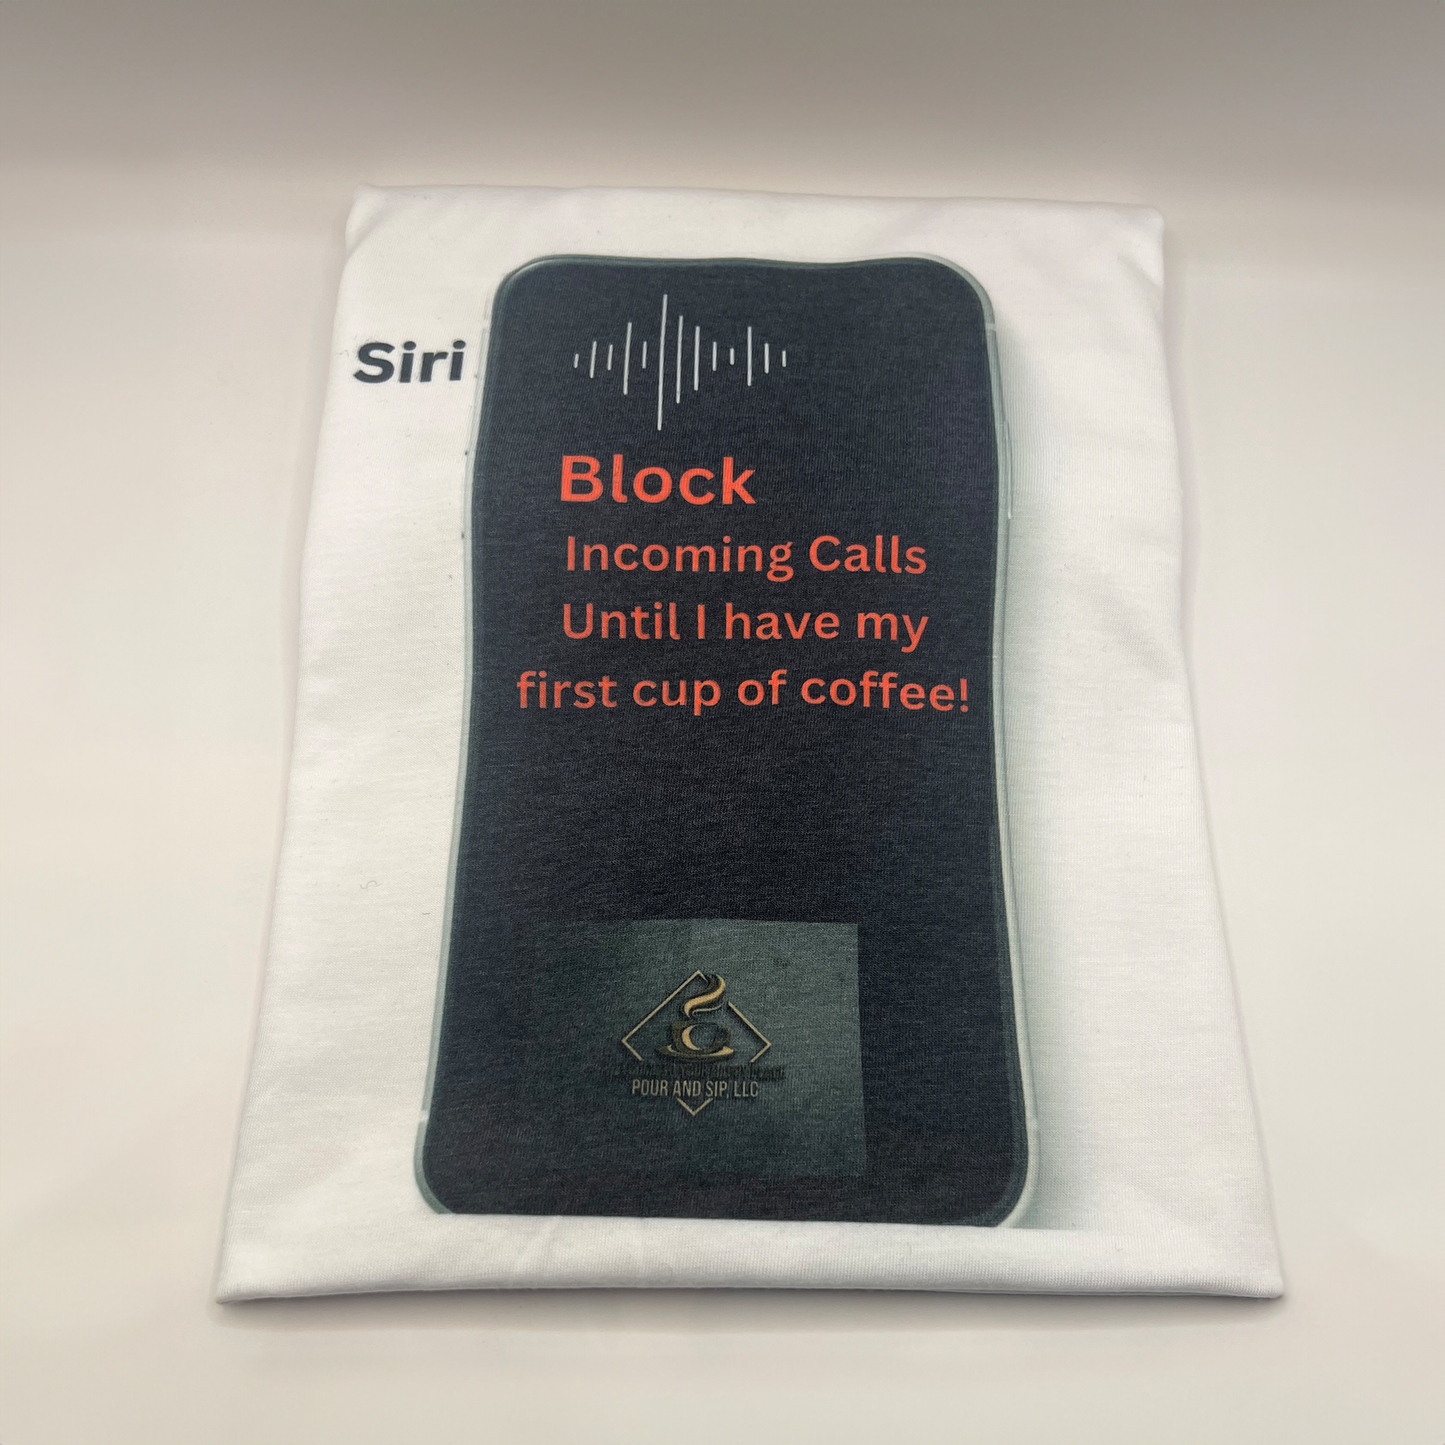 Siri
Block
Incoming Calls
Until I have my
first cup of coffee!
POUR AND SIP, LLC